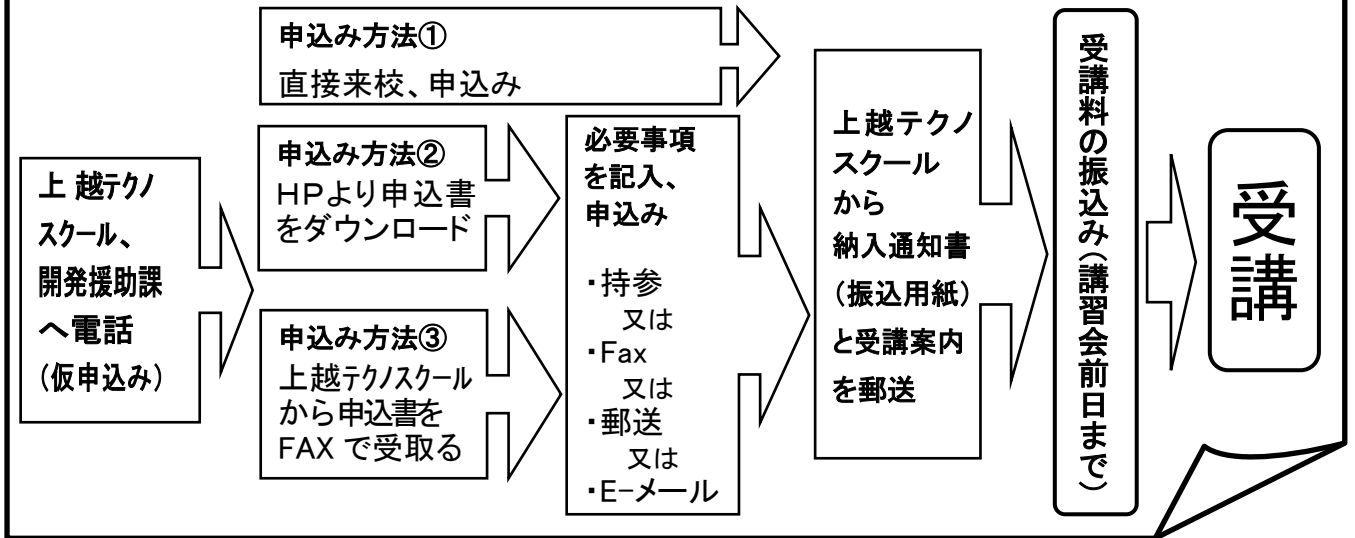 上越テクノ
スクール、
開発援助課
へ電話
(仮申込み)
申込み方法①
直接来校、申込み
申込み方法②
HPより申込書
をダウンロード
申込み方法③
上越テクノスクール
から申込書を
FAXで受取る
必要事項
を記入、
申込み
・持参
又は
・Fax
又は
・郵送
又は
・E-メール
上越テクノ
スクール
から
納入通知書
(振込用紙)
と受講案内
を郵送
受講料の振込み(講習会前日まで)
受講